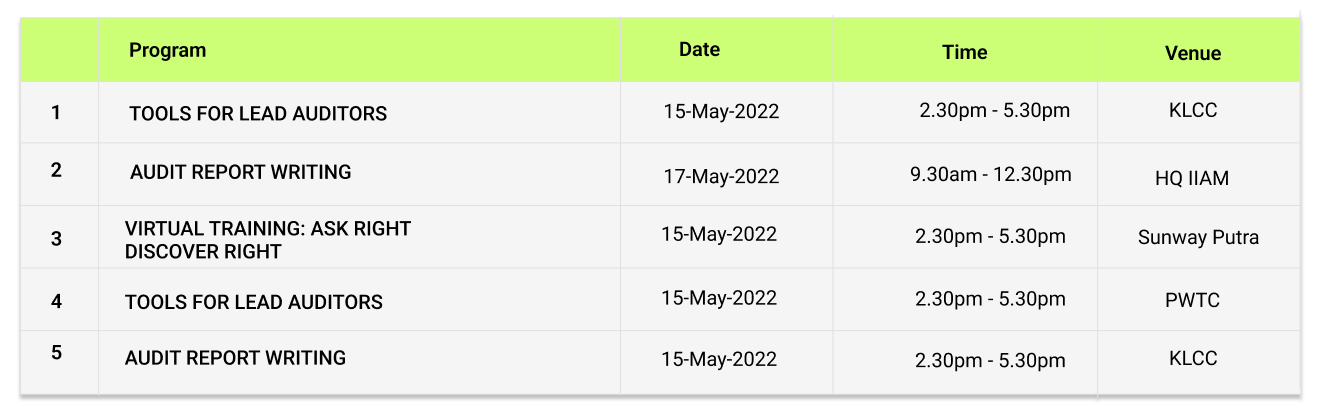 Program Date Time Venue
1 TOOLS FOR LEAD AUDITORS 15-May-2022 2.30pm - 5.30pm KLCC
2 AUDIT REPORT WRITING 17-May-2022 9.30am - 12.30pm HQ IIAM
3 VIRTUAL TRAINING: ASK RIGHT
DISCOVER RIGHT 15-May-2022 2.30pm - 5.30pm Sunway Putra
4 TOOLS FOR LEAD AUDITORS 15-May-2022 2.30pm - 5.30pm PWTC
5 AUDIT REPORT WRITING 15-May-2022 2.30pm - 5.30pm KLCC